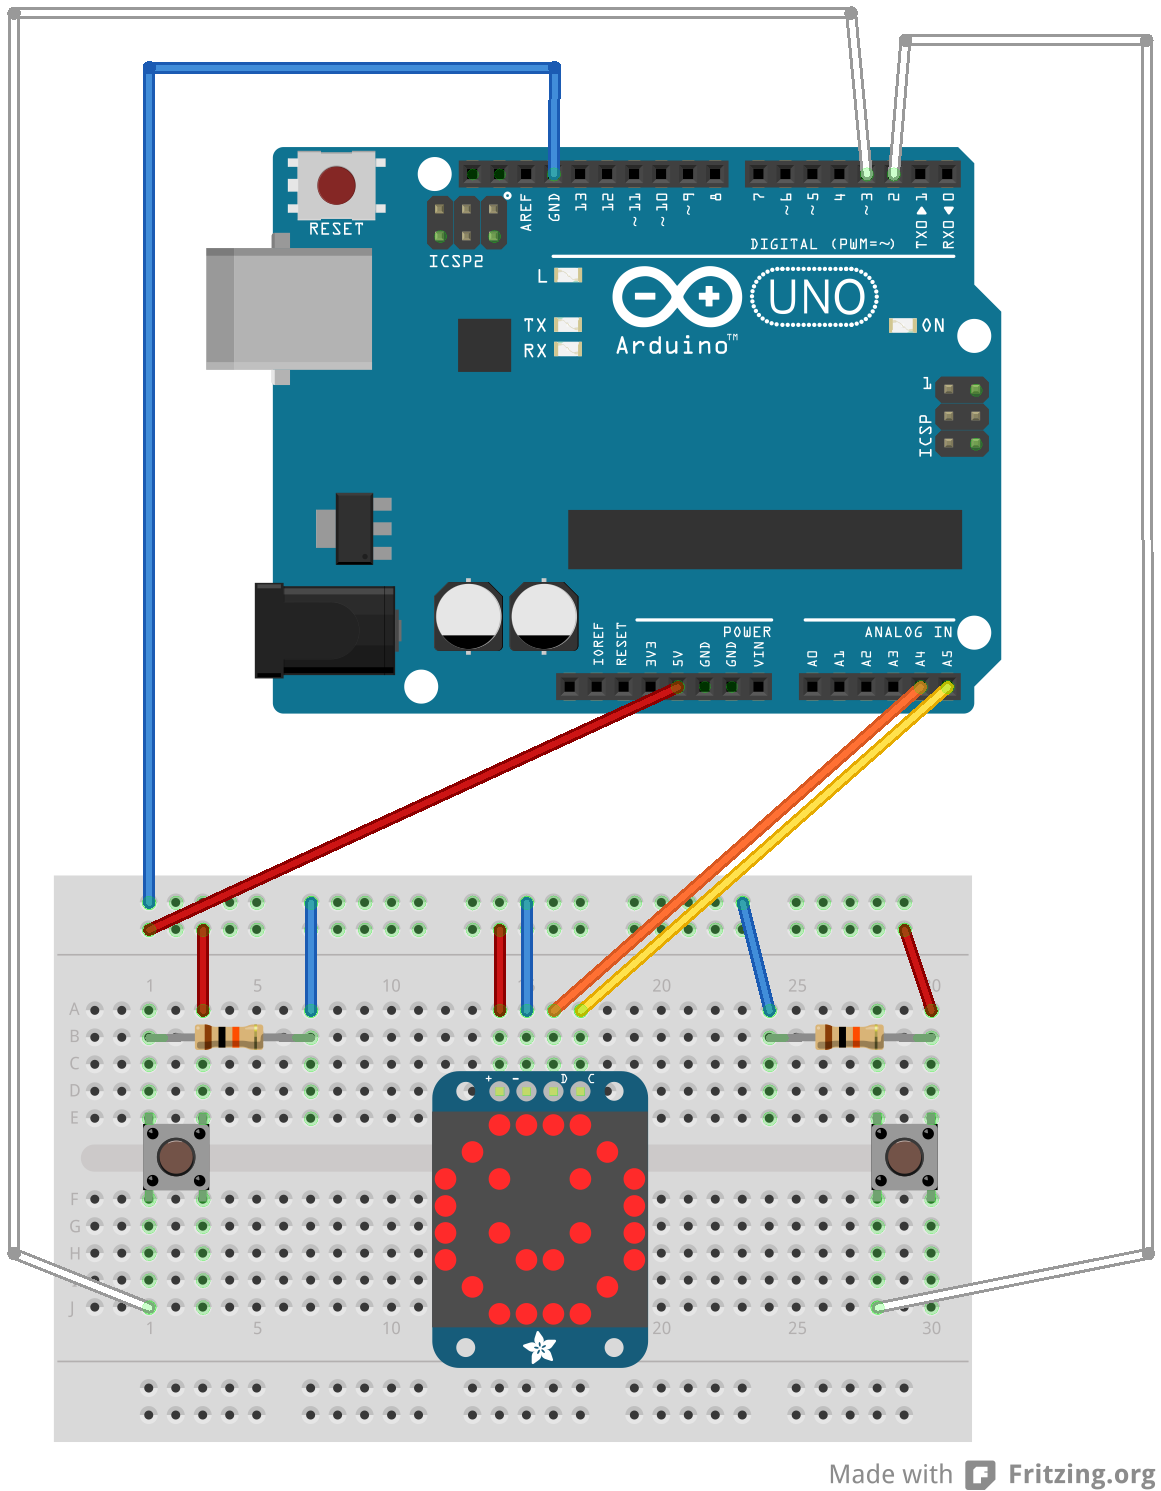 RESET
ICSP2
AREF
GND
13
12
~11
~10
~9
8
7
~6
~5
4
~3
2
TX0▶1
RX0◀0
DIGITAL (PWM=~)
L
TX
RX
Arduino™
UNO
ON
1
ICSP
IOREF
RESET
3V3
5V
GND
GND
VIN
POWER
A0
A1
A2
A3
A4
A5
ANALOG IN
1 5 10 20 25 30
A
B
C
D
E
+ - D C
F
G
H
J
1 5 10 20 25 30
Made with Fritzing.org